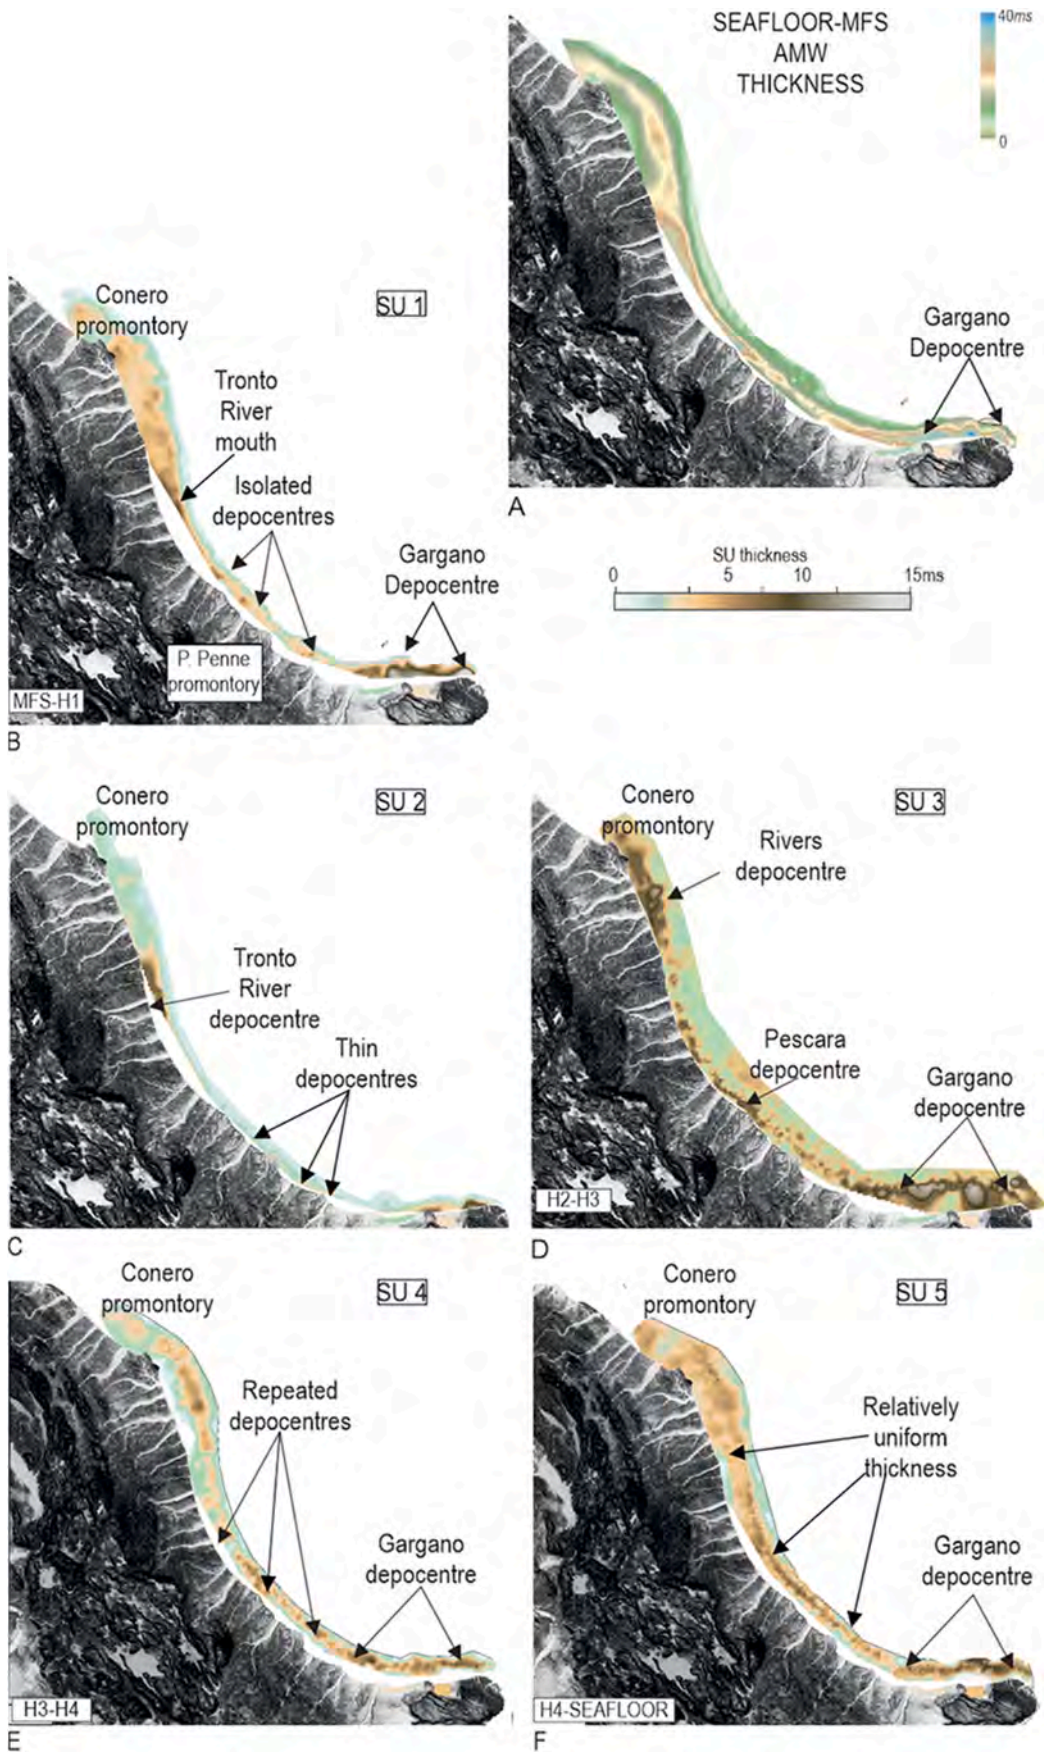 SEAFLOOR-MFS
AMW
THICKNESS
40ms
0
Gargano
Depocentre
A
Conero
promontory
SU 1
Tronto
River
mouth
Isolated
depocentres
Gargano
Depocentre
P. Penne
promontory
MFS-H1
B
SU thickness
0
5
10
15ms
Conero
promontory
SU 2
Tronto
River
depocentre
Thin
depocentres
C
Conero
promontory
SU 3
Rivers
depocentre
Pescara
depocentre
Gargano
depocentre
H2-H3
D
Conero
promontory
SU 4
Repeated
depocentres
Gargano
depocentre
H3-H4
E
Conero
promontory
SU 5
Relatively
uniform
thickness
Gargano
depocentre
H4-SEAFLOOR
F